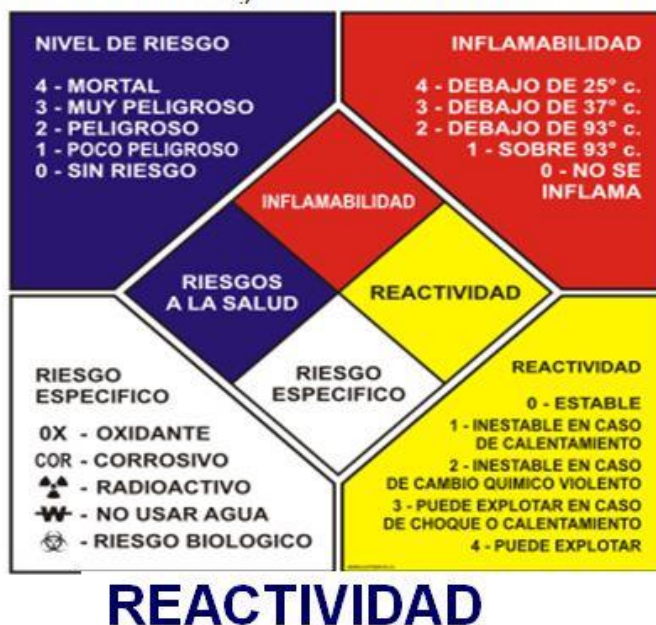 NIVEL DE RIESGO
4 - MORTAL
3 - MUY PELIGROSO
2 - PELIGROSO
1 - POCO PELIGROSO
0 - SIN RIESGO
INFLAMABILIDAD
4 - DEBAJO DE 25° c.
3 - DEBAJO DE 37° c.
2 - DEBAJO DE 93° c.
1 - SOBRE 93° c.
0 - NO SE
INFLAMA
INFLAMABILIDAD
RIESGOS
A LA SALUD
REACTIVIDAD
RIESGO
ESPECIFICO
RIESGO
ESPECIFICO
0X - OXIDANTE
COR - CORROSIVO
- RADIOACTIVO
W - NO USAR AGUA
- RIESGO BIOLOGICO
REACTIVIDAD
0 - ESTABLE
1 - INESTABLE EN CASO
DE CALENTAMIENTO
2 - INESTABLE EN CASO
DE CAMBIO QUIMICO VIOLENTO
3 - PUEDE EXPLOTAR EN CASO
DE CHOQUE O CALENTAMIENTO
4 - PUEDE EXPLOTAR
REACTIVIDAD